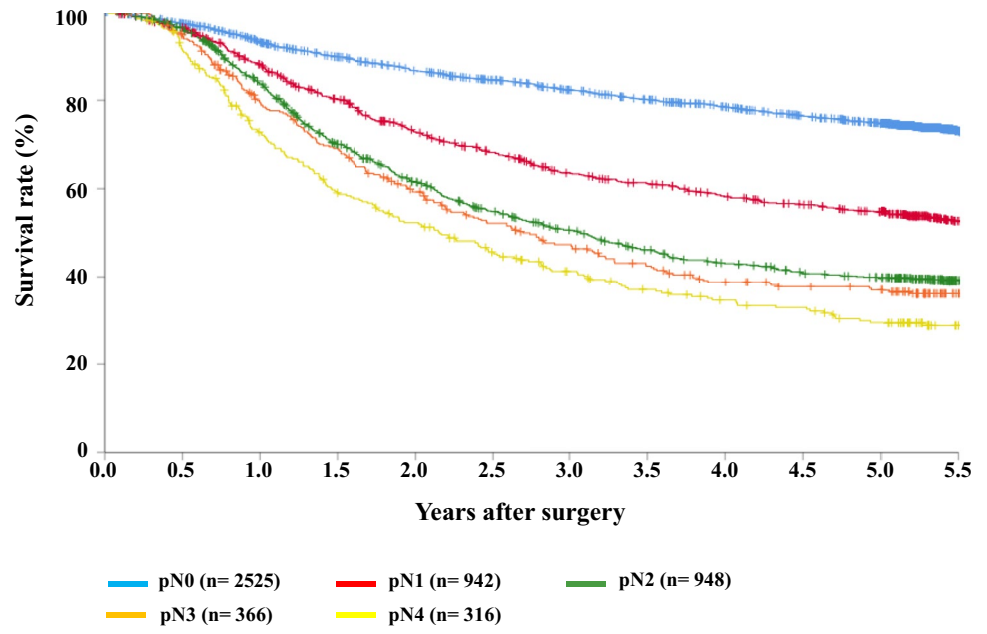 Survival rate (%)
100
80
60
40
20
0
0.0 0.5 1.0 1.5 2.0 2.5 3.0 3.5 4.0 4.5 5.0 5.5
Years after surgery
pN0 (n= 2525) pN1 (n= 942) pN2 (n= 948)
pN3 (n= 366) pN4 (n= 316)